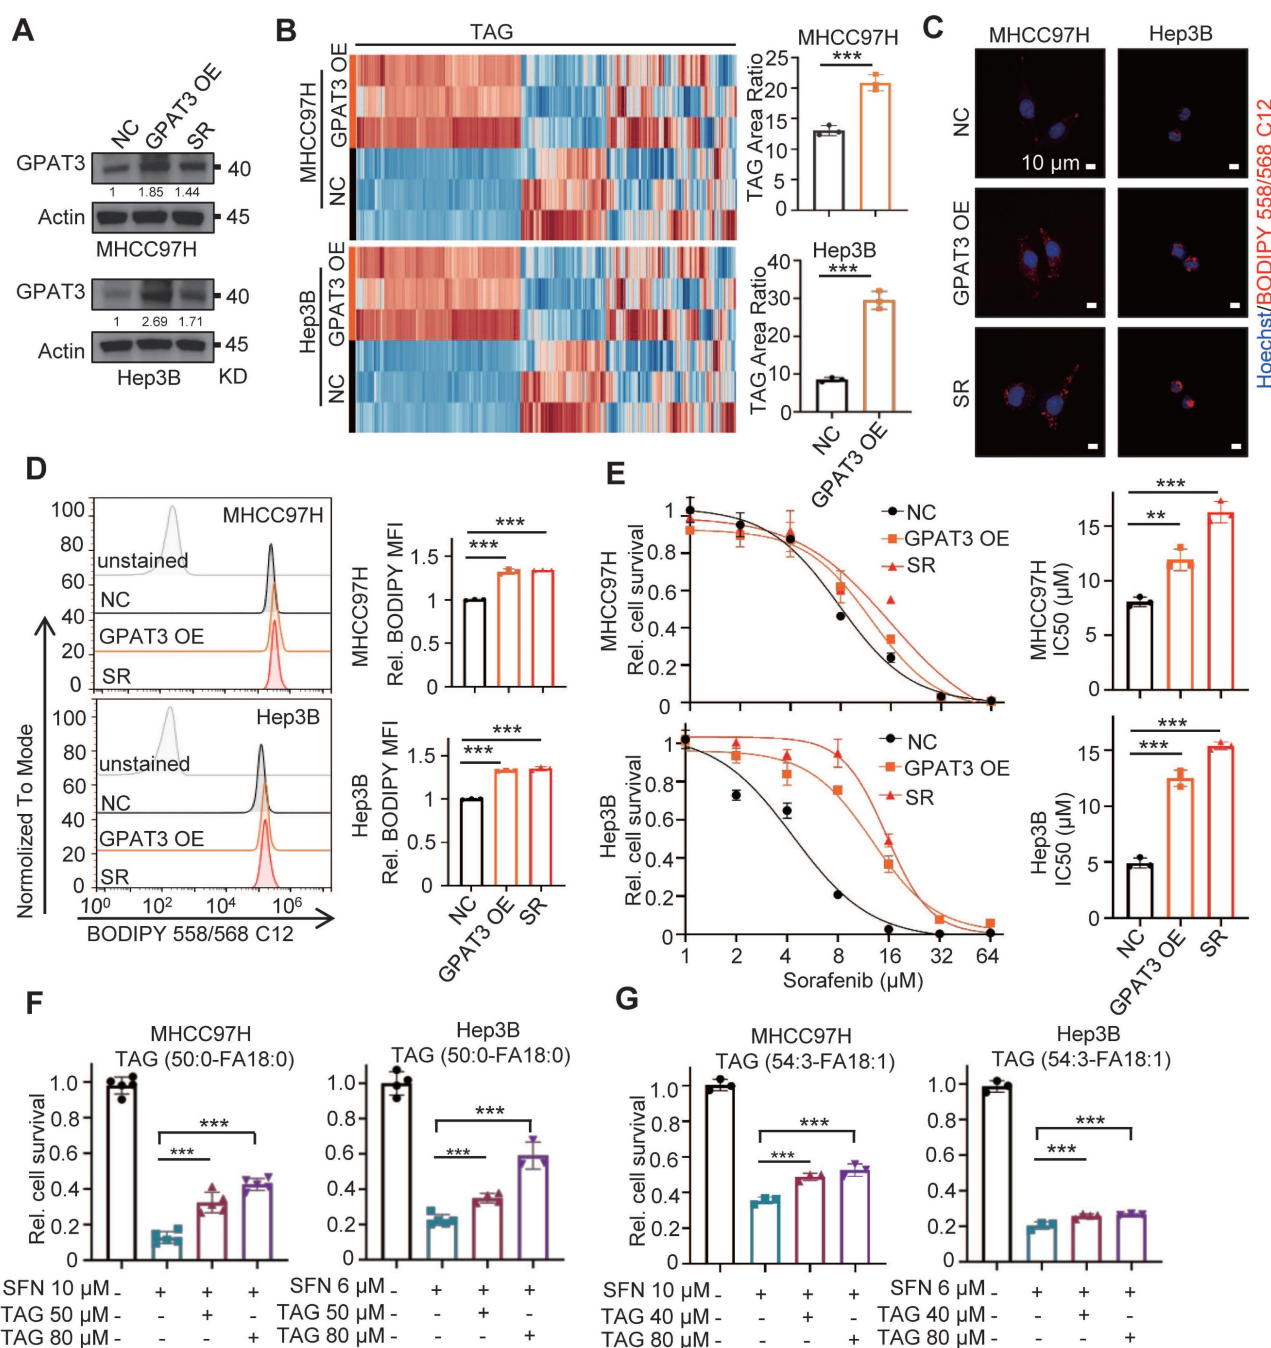 A
NC
GPAT3 OE
SR
GPAT3
40
1 1.85 1.44
Actin
45
MHCC97H
GPAT3
40
1 2.69 1.71
Actin
45
Hep3B KD
B
TAG
MHCC97H
GPAT3 OE
NC
Hep3B
GPAT3 OE
NC
MHCC97H
TAG Area Ratio
25
20
15
10
5
0
***
Hep3B
TAG Area Ratio
40
30
20
10
0
***
NC
GPAT3 OE
C
MHCC97H Hep3B
NC
10 µm
GPAT3 OE
SR
Hoechst/BODIPY 558/568 C12
D
Normolized To Mode
100
80
60
40
20
0
MHCC97H
unstained
NC
GPAT3 OE
SR
100
80
60
40
20
0
Hep3B
unstained
NC
GPAT3 OE
SR
10^0 10^2 10^4 10^6
BODIPY 558/568 C12
MHCC97H
Rel. BODIPY MFI
1.5
1
0.5
0
***
***
Hep3B
Rel. BODIPY MFI
1.5
1
0.5
0
***
***
NC
GPAT3 OE
SR
E
MHCC97H
Rel. cell survival
1
0.8
0.6
0.4
0.2
0
NC
GPAT3 OE
SR
Hep3B
Rel. cell survival
1
0.8
0.6
0.4
0.2
0
NC
GPAT3 OE
SR
1 2 4 8 16 32 64
Sorafenib (µM)
MHCC97H
IC50 (µM)
15
10
5
0
***
**
Hep3B
IC50 (µM)
15
10
5
0
***
***
NC
GPAT3 OE
SR
F
MHCC97H
TAG (50:0-FA18:0)
Rel. cell survival
1.0
0.8
0.6
0.4
0.2
0
***
***
SFN 10 µM - + + +
TAG 50 µM - - + -
TAG 80 µM - - - +
Hep3B
TAG (50:0-FA18:0)
1.0
0.8
0.6
0.4
0.2
0
***
***
SFN 6 µM - + + +
TAG 50 µM - - + -
TAG 80 µM - - - +
G
MHCC97H
TAG (54:3-FA18:1)
Rel. cell survival
1.0
0.8
0.6
0.4
0.2
0
***
***
SFN 10 µM - + + +
TAG 40 µM - - + -
TAG 80 µM - - - +
Hep3B
TAG (54:3-FA18:1)
1.0
0.8
0.6
0.4
0.2
0
***
***
SFN 6 µM - + + +
TAG 40 µM - - + -
TAG 80 µM - - - +